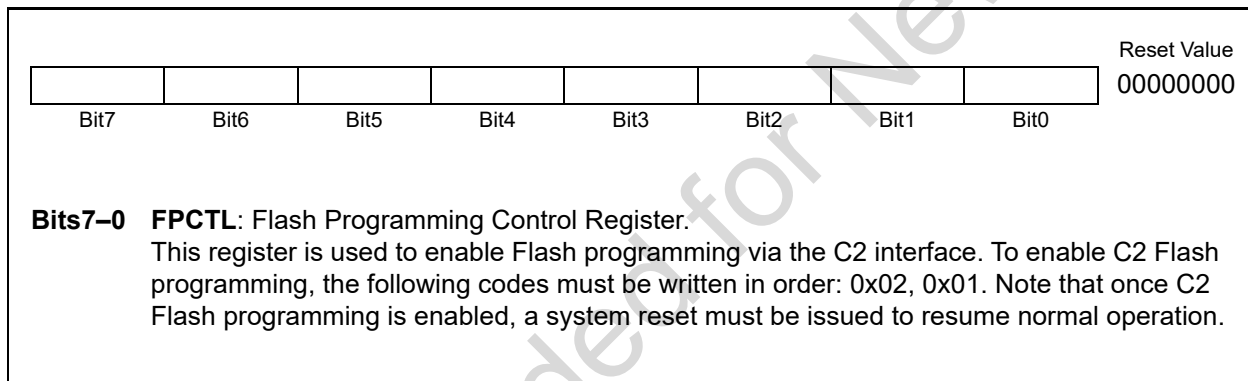 Reset Value
00000000
Bit7 Bit6 Bit5 Bit4 Bit3 Bit2 Bit1 Bit0
Bits7–0 FPCTL: Flash Programming Control Register.
This register is used to enable Flash programming via the C2 interface. To enable C2 Flash
programming, the following codes must be written in order: 0x02, 0x01. Note that once C2
Flash programming is enabled, a system reset must be issued to resume normal operation.
ded for Ne